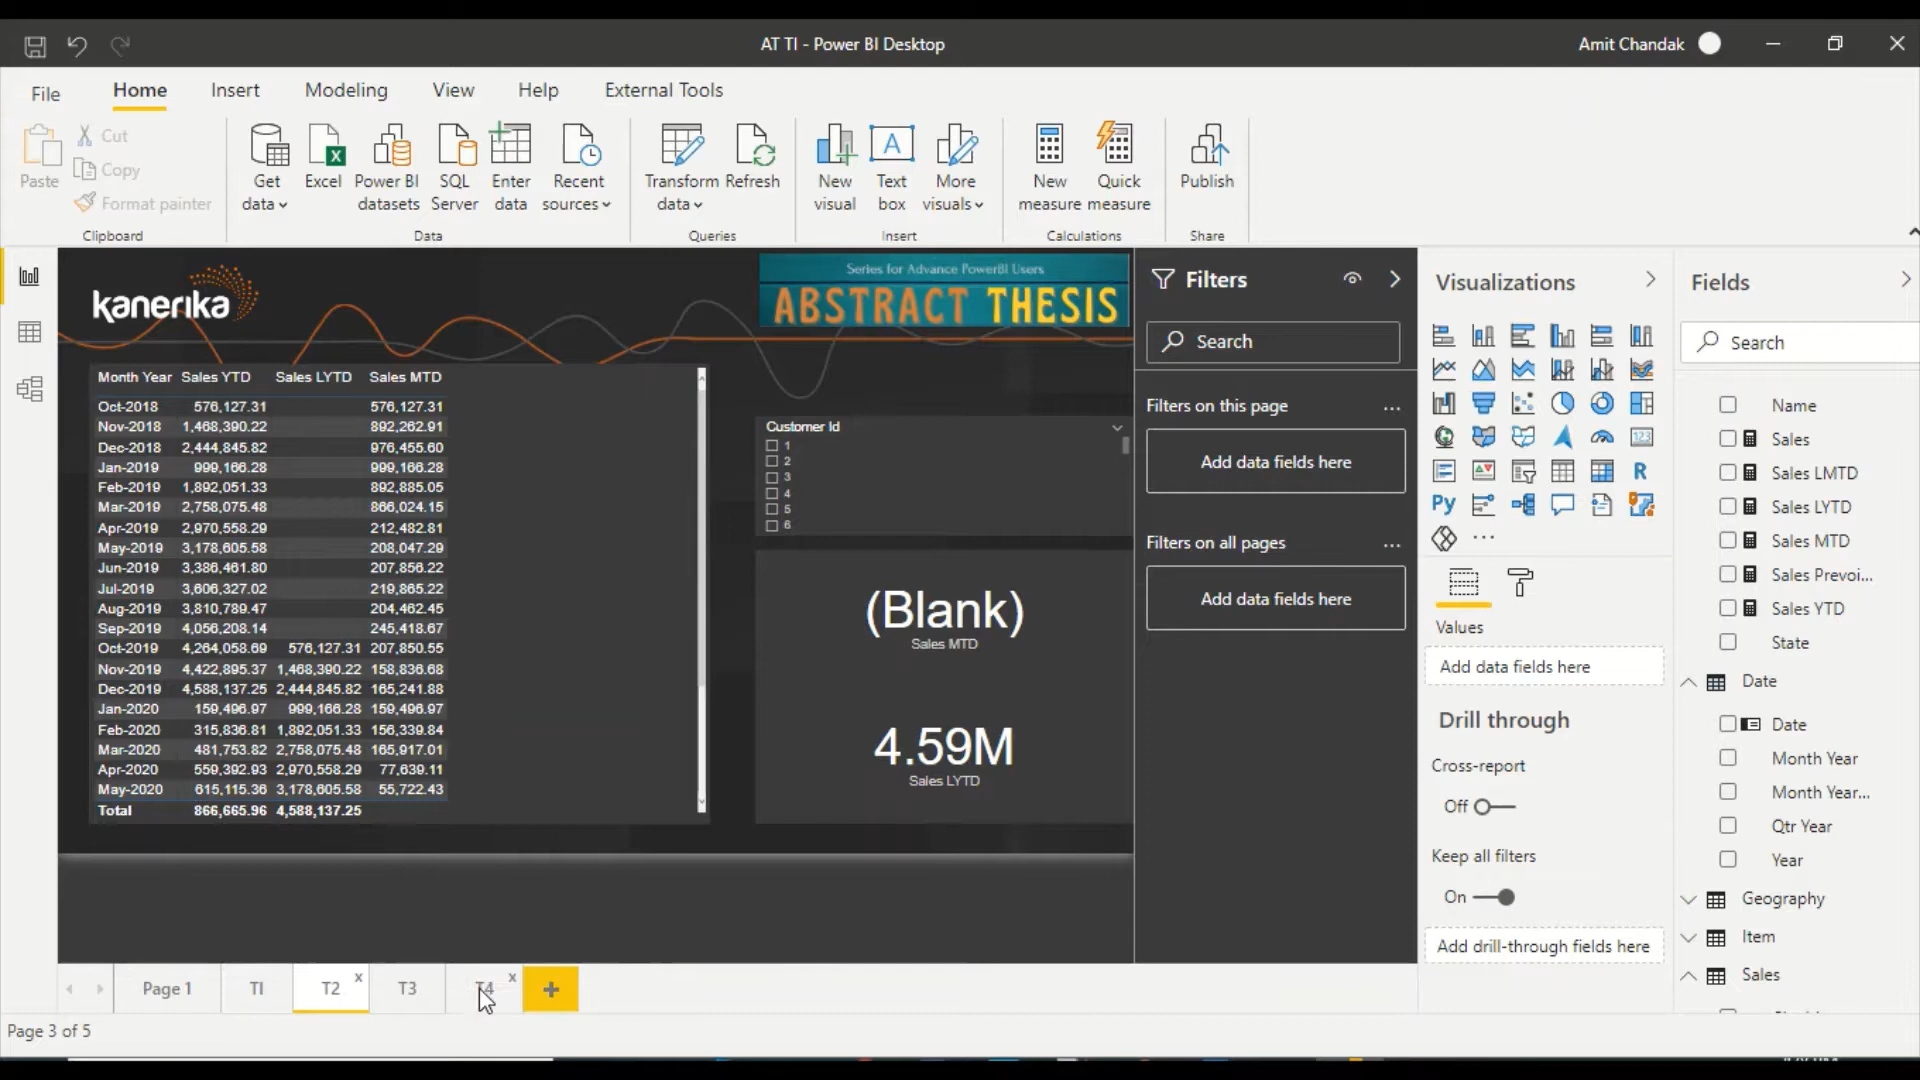 AT TI - Power BI Desktop
Amit Chandak
File Home Insert Modeling View Help External Tools
Paste
Cut
Copy
Format painter
Get data
Excel
Power BI datasets
SQL Server
Enter data
Recent sources
Transform data
Refresh
New visual
Text box
More visuals
New measure
Quick measure
Publish
Clipboard
Data
Queries
Insert
Calculations
Share
kanerika
Series for Advance PowerBI Users
ABSTRACT THESIS
Month Year Sales YTD Sales LYTD Sales MTD
Oct-2018 576,127.31 576,127.31
Nov-2018 1,468,390.22 892,262.91
Dec-2018 2,444,845.82 976,455.60
Jan-2019 999,166.28 999,166.28
Feb-2019 1,892,051.33 892,885.05
Mar-2019 2,758,075.48 866,024.15
Apr-2019 2,970,558.29 212,482.81
May-2019 3,178,605.58 208,047.29
Jun-2019 3,386,461.80 207,856.22
Jul-2019 3,606,327.02 219,865.22
Aug-2019 3,810,789.47 204,462.45
Sep-2019 4,056,208.14 245,418.67
Oct-2019 4,264,058.69 576,127.31 207,850.55
Nov-2019 4,422,895.37 1,468,390.22 158,836.68
Dec-2019 4,588,137.25 2,444,845.82 165,241.88
Jan-2020 159,496.97 999,166.28 159,496.97
Feb-2020 315,836.81 1,892,051.33 156,339.84
Mar-2020 481,753.82 2,758,075.48 165,917.01
Apr-2020 559,392.93 2,970,558.29 77,639.11
May-2020 615,115.36 3,178,605.58 55,722.43
Total 866,665.96 4,588,137.25
Customer Id
1
2
3
4
5
6
(Blank)
Sales MTD
4.59M
Sales LYTD
Filters
Search
Filters on this page ...
Add data fields here
Filters on all pages ...
Add data fields here
Visualizations
123
R
Py
...
Values
Add data fields here
Drill through
Cross-report
Off
Keep all filters
On
Add drill-through fields here
Fields
Search
Name
Sales
Sales LMTD
Sales LYTD
Sales MTD
Sales Prevoi...
Sales YTD
State
Date
Date
Month Year
Month Year...
Qtr Year
Year
Geography
Item
Sales
Page 1 TI T2 x T3 T4 x +
Page 3 of 5